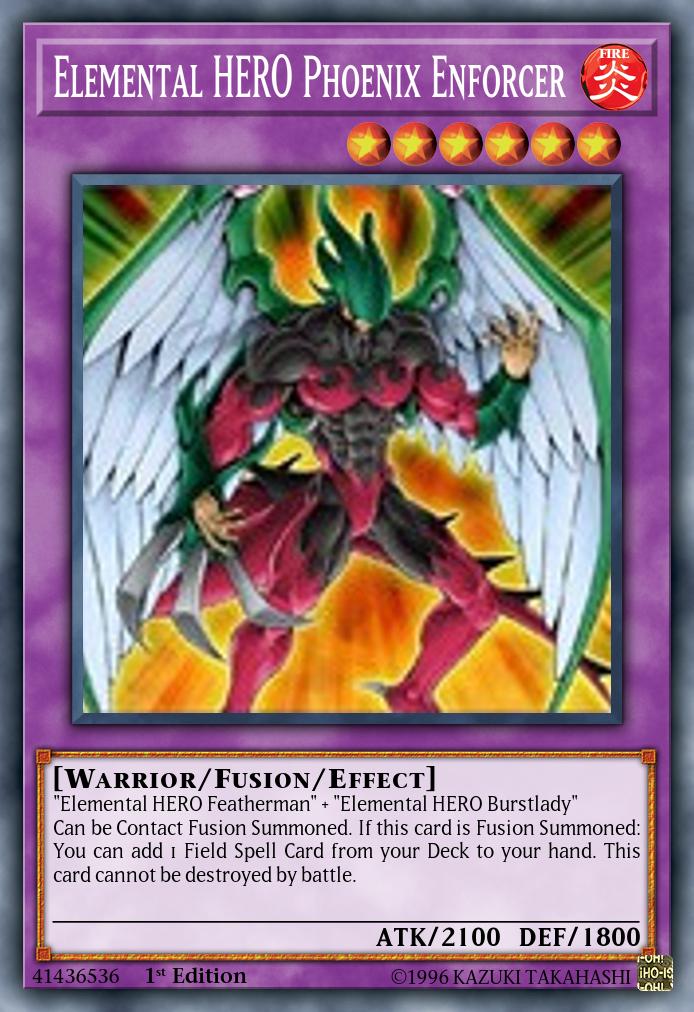 Elemental HERO Phoenix Enforcer
FIRE
炎
[Warrior/Fusion/Effect]
"Elemental HERO Featherman" + "Elemental HERO Burstlady"
Can be Contact Fusion Summoned. If this card is Fusion Summoned:
You can add 1 Field Spell Card from your Deck to your hand. This
card cannot be destroyed by battle.
ATK/2100 DEF/1800
41436536 1st Edition ©1996 KAZUKI TAKAHASHI